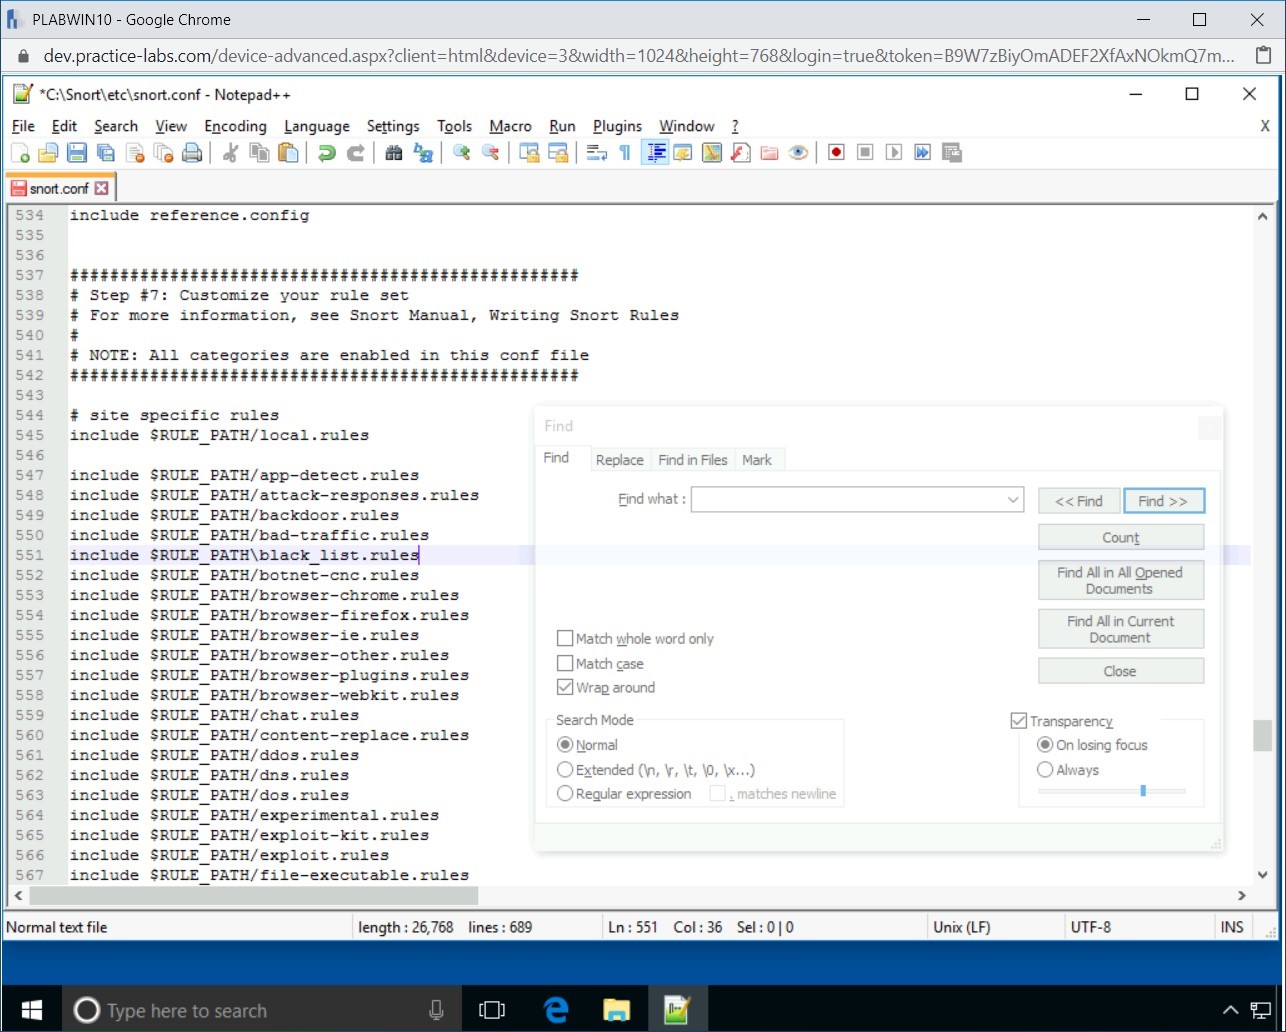 PLABWIN10 - Google Chrome
dev.practice-labs.com/device-advanced.aspx?client=html&device=3&width=1024&height=768&login=true&token=B9W7zBiyOmADEF2XfAxNOkmQ7m...
*C:\Snort\etc\snort.conf - Notepad++
File Edit Search View Encoding Language Settings Tools Macro Run Plugins Window ? X
snort.conf
534 include reference.config
535
536
537 ###################################################
538 # Step #7: Customize your rule set
539 # For more information, see Snort Manual, Writing Snort Rules
540 #
541 # NOTE: All categories are enabled in this conf file
542 ###################################################
543
544 # site specific rules
545 include $RULE_PATH/local.rules
546
547 include $RULE_PATH/app-detect.rules
548 include $RULE_PATH/attack-responses.rules
549 include $RULE_PATH/backdoor.rules
550 include $RULE_PATH/bad-traffic.rules
551 include $RULE_PATH\black_list.rules
552 include $RULE_PATH/botnet-cnc.rules
553 include $RULE_PATH/browser-chrome.rules
554 include $RULE_PATH/browser-firefox.rules
555 include $RULE_PATH/browser-ie.rules
556 include $RULE_PATH/browser-other.rules
557 include $RULE_PATH/browser-plugins.rules
558 include $RULE_PATH/browser-webkit.rules
559 include $RULE_PATH/chat.rules
560 include $RULE_PATH/content-replace.rules
561 include $RULE_PATH/ddos.rules
562 include $RULE_PATH/dns.rules
563 include $RULE_PATH/dos.rules
564 include $RULE_PATH/experimental.rules
565 include $RULE_PATH/exploit-kit.rules
566 include $RULE_PATH/exploit.rules
567 include $RULE_PATH/file-executable.rules
Find
Find Replace Find in Files Mark
Find what :
<< Find Find >>
Count
Find All in All Opened
Documents
Find All in Current
Document
Close
Match whole word only
Match case
Wrap around
Search Mode
Normal
Extended (\n, \r, \t, \0, \x...)
Regular expression . matches newline
Transparency
On losing focus
Always
Normal text file length : 26,768 lines : 689 Ln : 551 Col : 36 Sel : 0 | 0 Unix (LF) UTF-8 INS
Type here to search